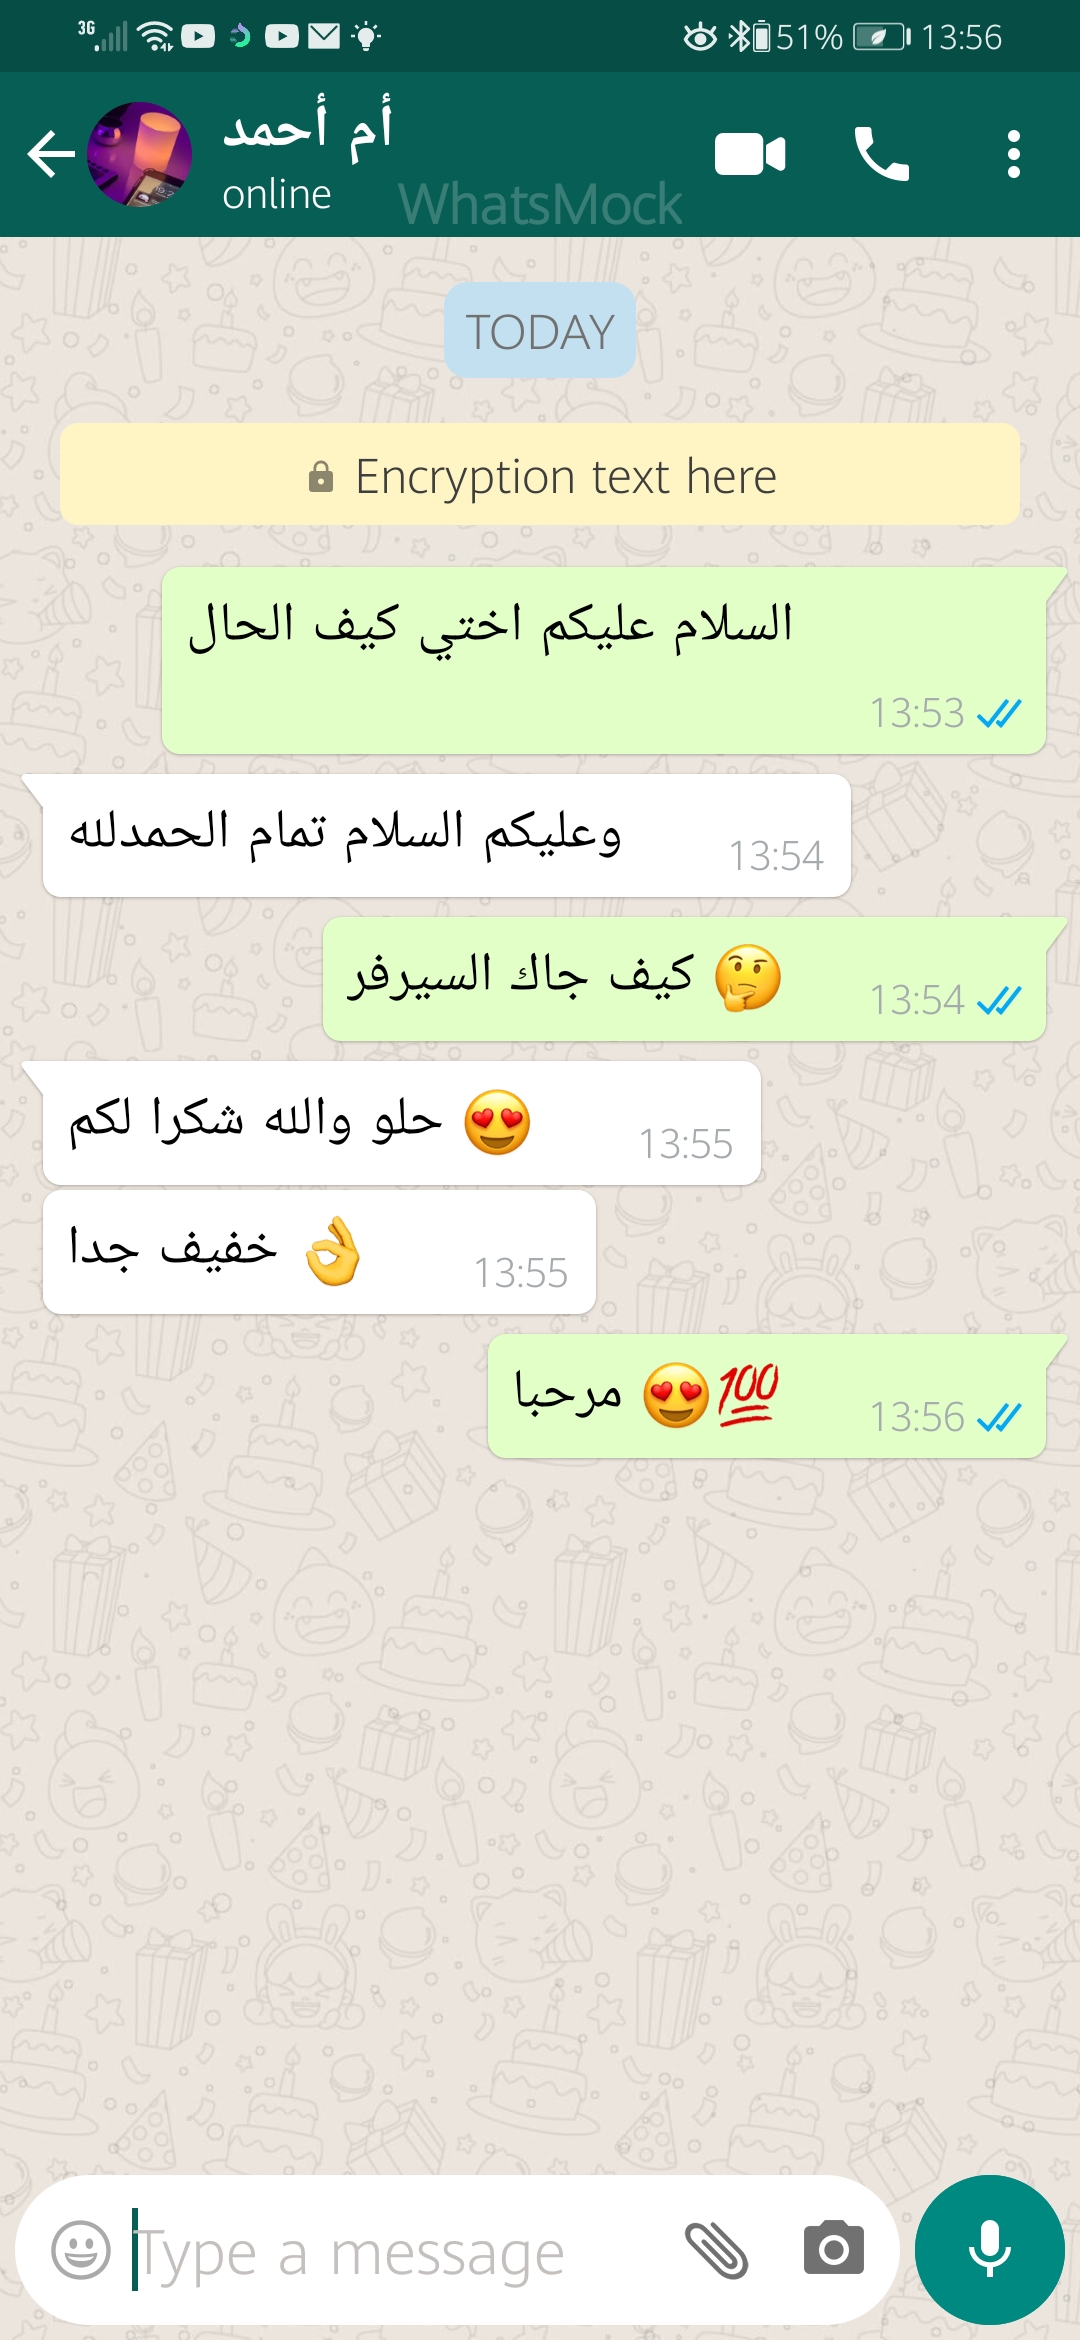 3G 51% 13:56
أم أحمد
online
WhatsMock
TODAY
Encryption text here
السلام عليكم اختي كيف الحال
13:53
وعليكم السلام تمام الحمدلله
13:54
كيف جاك السيرفر 🤔
13:54
حلو والله شكرا لكم 😍
13:55
خفيف جدا 👌
13:55
مرحبا 😍💯
13:56
Type a message